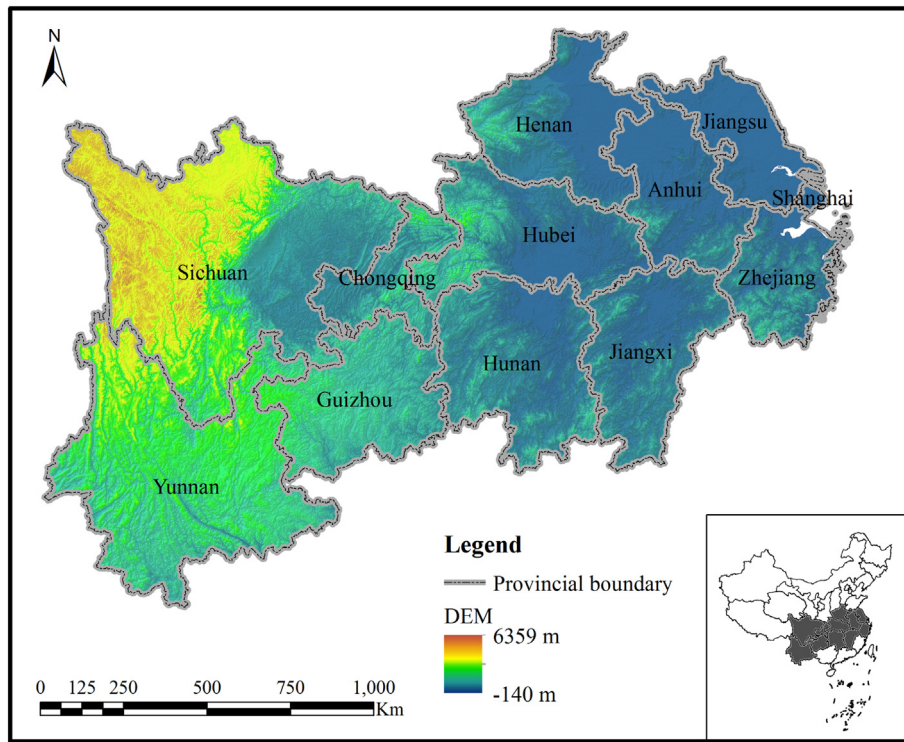 N
Henan
Jiangsu
Anhui
Shanghai
Hubei
Sichuan
Chongqing
Zhejiang
Hunan
Jiangxi
Guizhou
Yunnan
Legend
Provincial boundary
DEM
6359 m
-140 m
0 125 250 500 750 1,000
Km